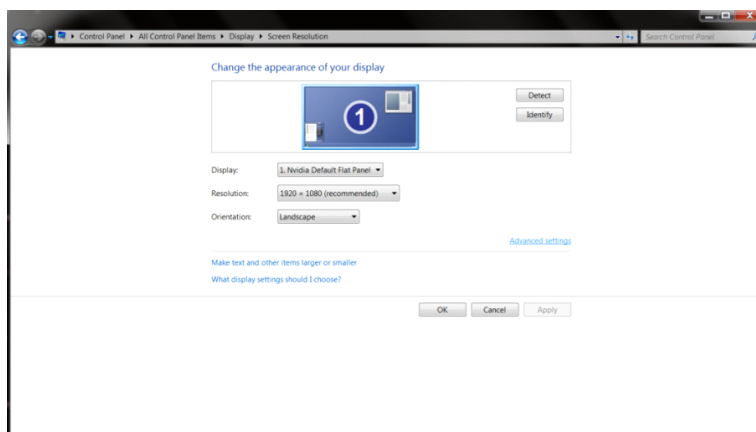 Control Panel ▸ All Control Panel Items ▸ Display ▸ Screen Resolution
Search Control Panel
Change the appearance of your display
1
Detect
Identify
Display: 1. Nvidia Default Flat Panel
Resolution: 1920 × 1080 (recommended)
Orientation: Landscape
Advanced settings
Make text and other items larger or smaller
What display settings should I choose?
OK Cancel Apply